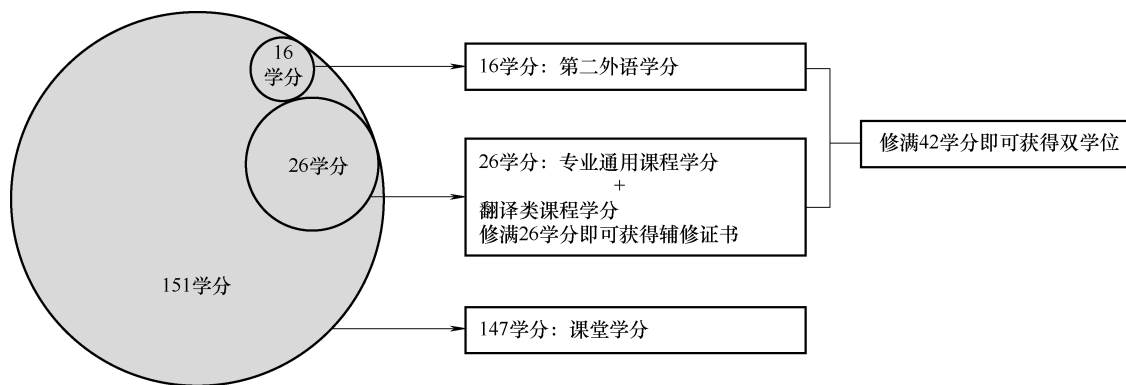 16
学分
26学分
151学分
16学分：第二外语学分
26学分：专业通用课程学分
+
翻译类课程学分
修满26学分即可获得辅修证书
147学分：课堂学分
修满42学分即可获得双学位